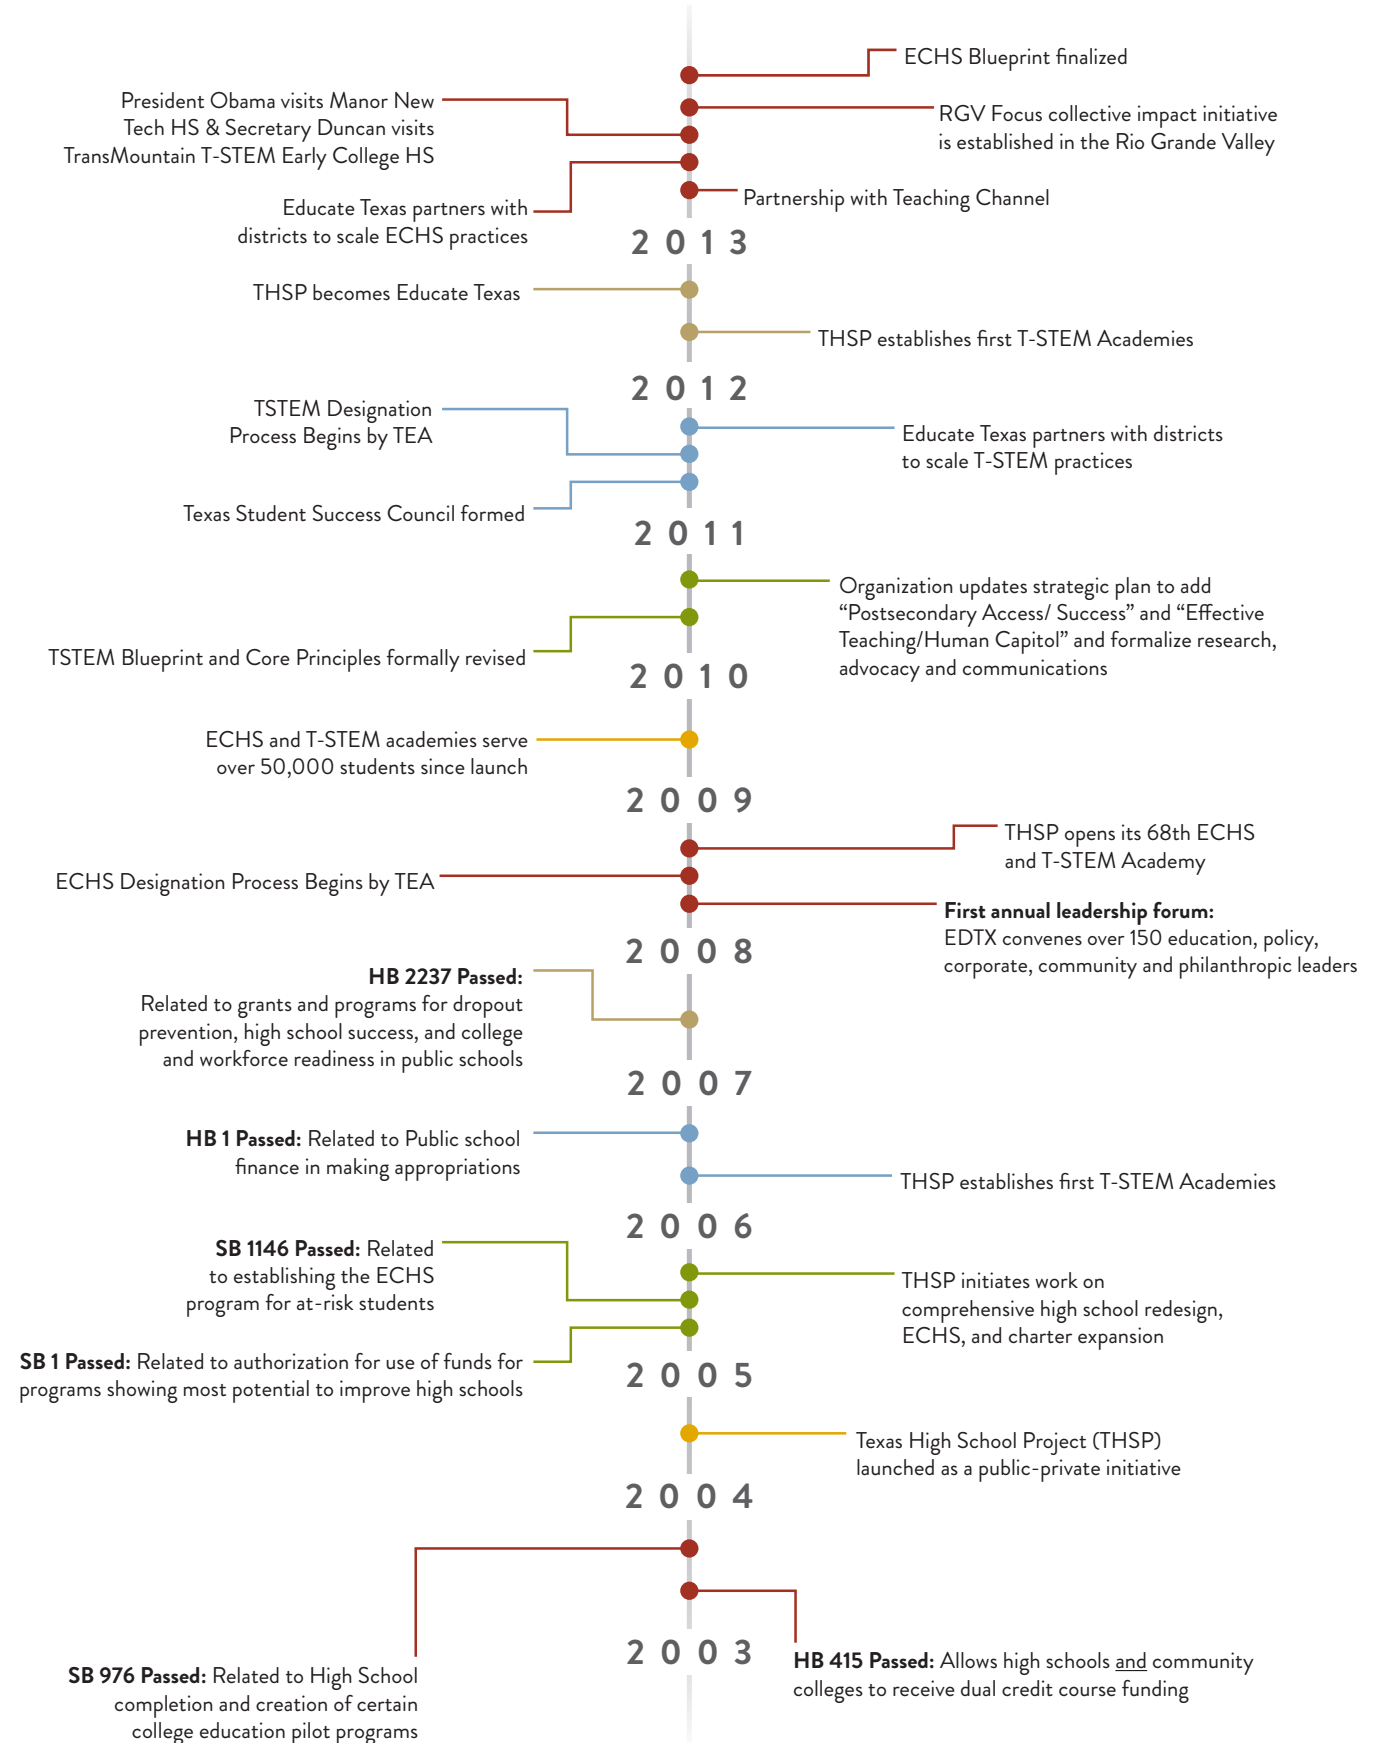 ECHS Blueprint finalized
President Obama visits Manor New
Tech HS & Secretary Duncan visits
TransMountain T-STEM Early College HS
RGV Focus collective impact initiative
is established in the Rio Grande Valley
Educate Texas partners with
districts to scale ECHS practices
Partnership with Teaching Channel
2013
THSP becomes Educate Texas
THSP establishes first T-STEM Academies
2012
TSTEM Designation
Process Begins by TEA
Educate Texas partners with districts
to scale T-STEM practices
Texas Student Success Council formed
2011
Organization updates strategic plan to add
“Postsecondary Access/ Success” and “Effective
Teaching/Human Capitol” and formalize research,
advocacy and communications
TSTEM Blueprint and Core Principles formally revised
2010
ECHS and T-STEM academies serve
over 50,000 students since launch
2009
THSP opens its 68th ECHS
and T-STEM Academy
ECHS Designation Process Begins by TEA
First annual leadership forum:
EDTX convenes over 150 education, policy,
corporate, community and philanthropic leaders
2008
HB 2237 Passed:
Related to grants and programs for dropout
prevention, high school success, and college
and workforce readiness in public schools
2007
HB 1 Passed: Related to Public school
finance in making appropriations
THSP establishes first T-STEM Academies
2006
SB 1146 Passed: Related
to establishing the ECHS
program for at-risk students
THSP initiates work on
comprehensive high school redesign,
ECHS, and charter expansion
SB 1 Passed: Related to authorization for use of funds for
programs showing most potential to improve high schools
2005
Texas High School Project (THSP)
launched as a public-private initiative
2004
2003
HB 415 Passed: Allows high schools and community
colleges to receive dual credit course funding
SB 976 Passed: Related to High School
completion and creation of certain
college education pilot programs